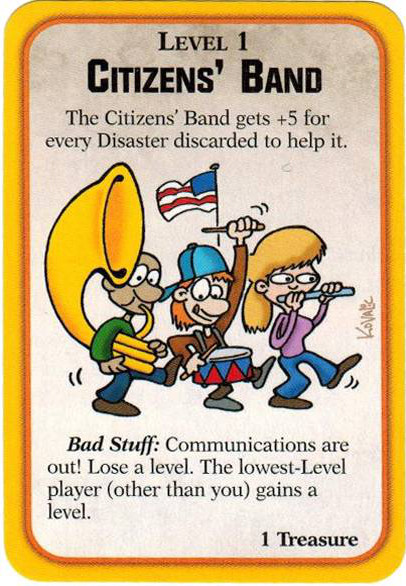 LEVEL 1
CITIZENS' BAND
The Citizens' Band gets +5 for
every Disaster discarded to help it.
KOVALIC
Bad Stuff: Communications are
out! Lose a level. The lowest-Level
player (other than you) gains a
level.
1 Treasure